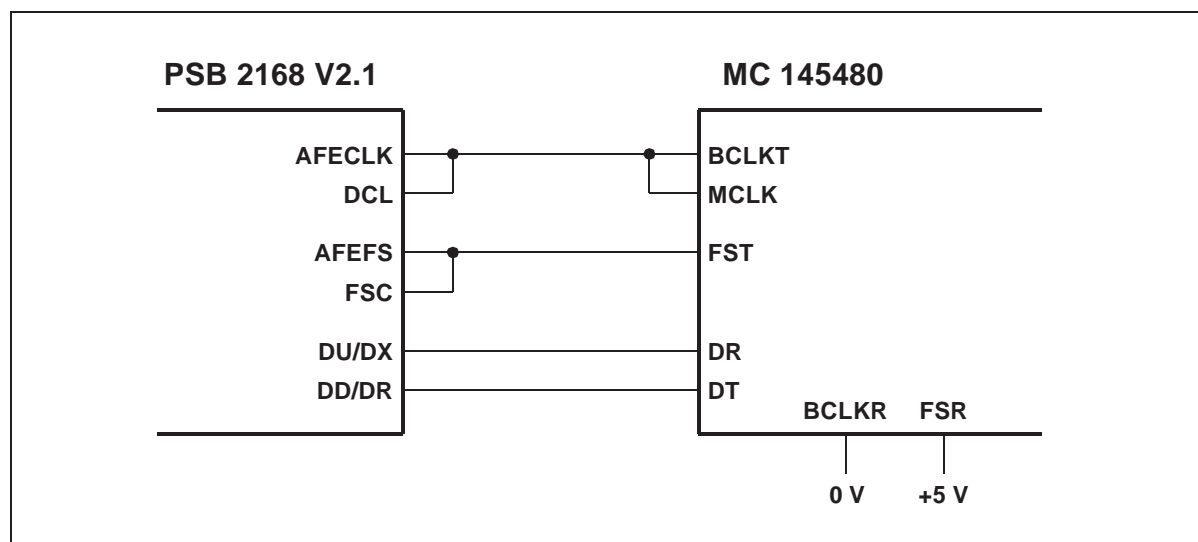 PSB 2168 V2.1
MC 145480
AFECLK
BCLKT
DCL
MCLK
AFEFS
FST
FSC
DU/DX
DR
DD/DR
DT
BCLKR
FSR
0 V
+5 V